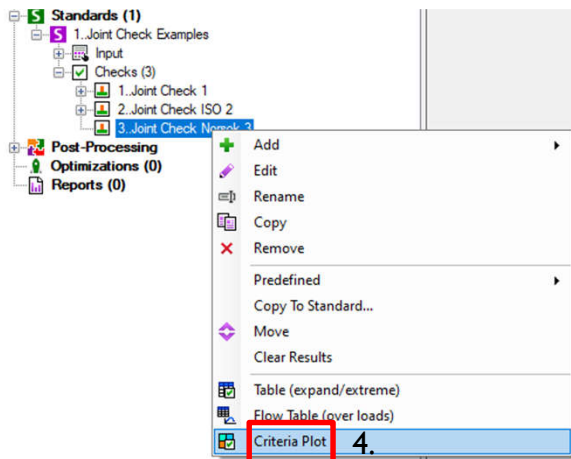 Standards (1)
1..Joint Check Examples
Input
Checks (3)
1..Joint Check 1
2..Joint Check ISO 2
3..Joint Check Norsok 3
Post-Processing
Optimizations (0)
Reports (0)
Add
Edit
Rename
Copy
Remove
Predefined
Copy To Standard...
Move
Clear Results
Table (expand/extreme)
Flow Table (over loads)
Criteria Plot 4.